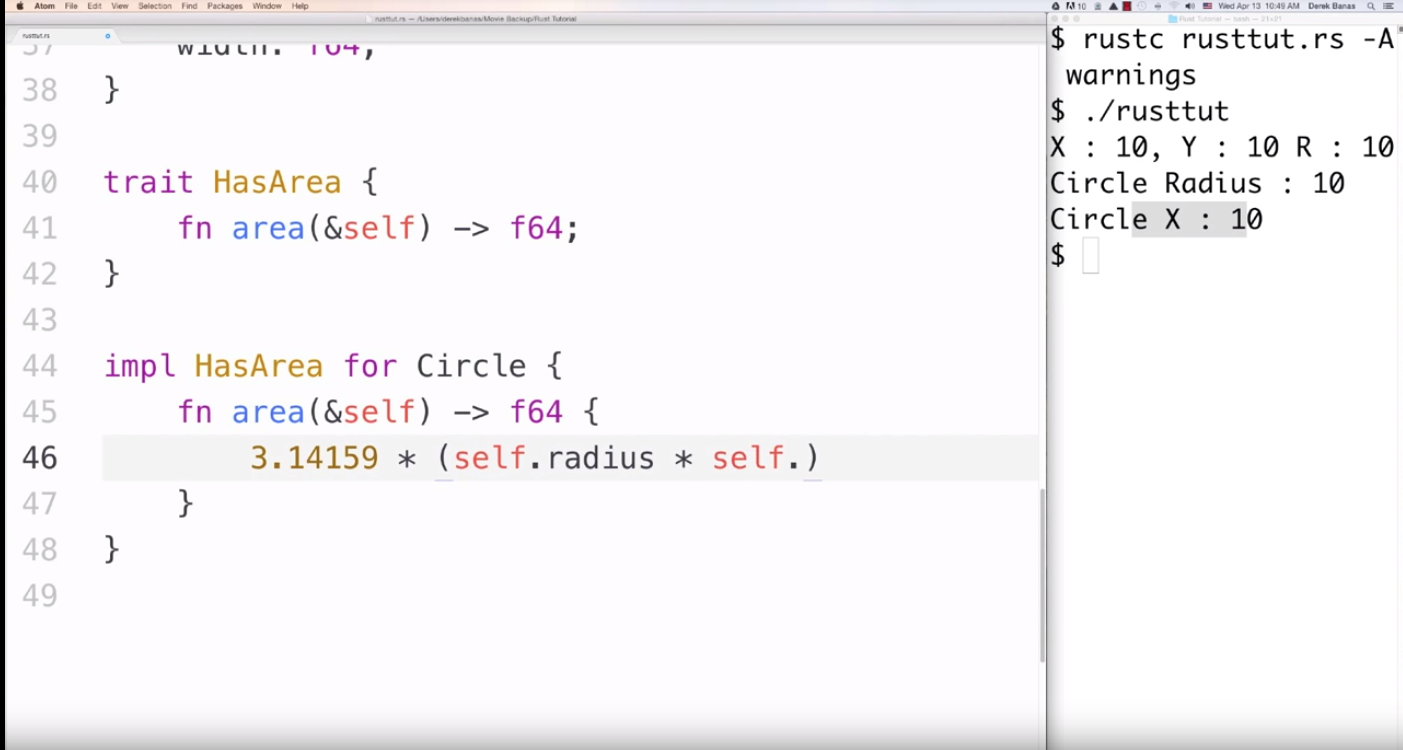 Atom File Edit View Selection Find Packages Window Help
10 Wed Apr 13 10:49 AM Derek Banas
rusttut.rs — /Users/derekbanas/Movie Backup/Rust Tutorial
rusttut.rs
37 width: f64,
38 }
39
40 trait HasArea {
41 fn area(&self) -> f64;
42 }
43
44 impl HasArea for Circle {
45 fn area(&self) -> f64 {
46 3.14159 * (self.radius * self.)
47 }
48 }
49
Rust Tutorial — bash — 21×21
$ rustc rusttut.rs -A
warnings
$ ./rusttut
X : 10, Y : 10 R : 10
Circle Radius : 10
Circle X : 10
$